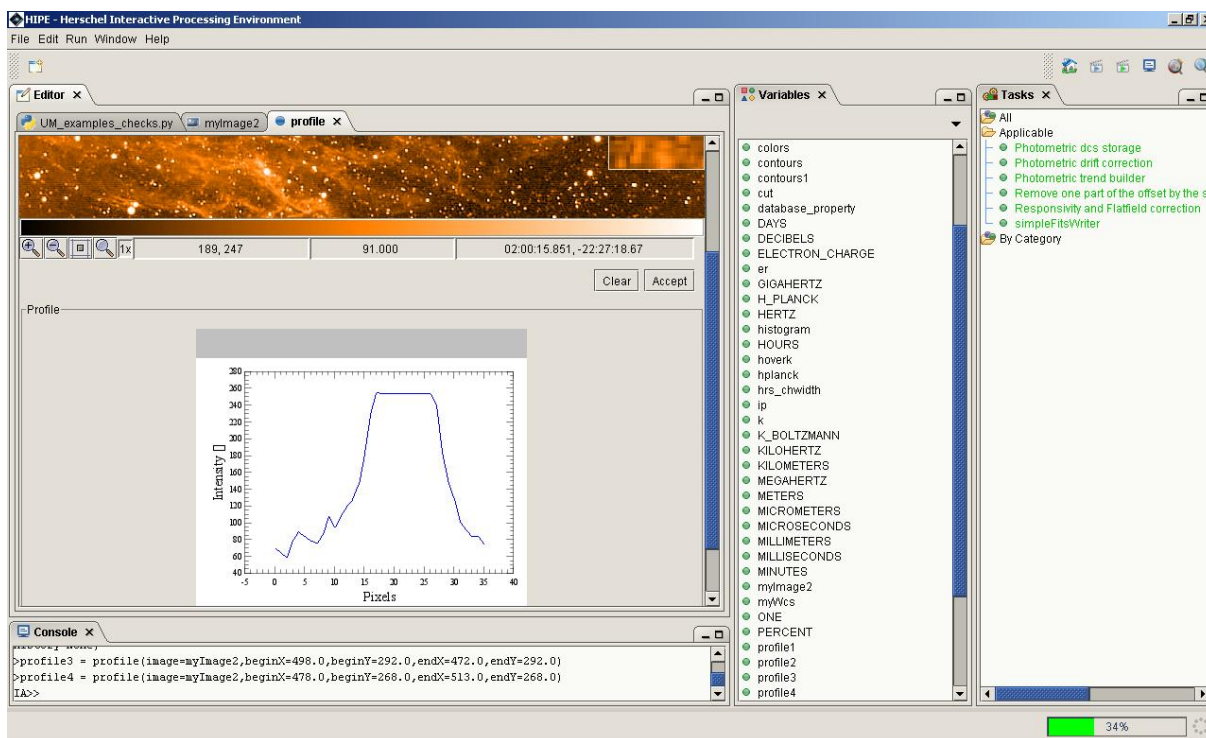 HIPE - Herschel Interactive Processing Environment
File Edit Run Window Help
Editor
UM_examples_checks.py myImage2 profile
1x 189, 247 91.000 02:00:15.851,-22:27:18.67
Clear Accept
Profile
280
260
240
220
200
180
160
140
120
100
80
60
40
Intensity []
-5 0 5 10 15 20 25 30 35 40
Pixels
Console
>profile3 = profile(image=myImage2,beginX=498.0,beginY=292.0,endX=472.0,endY=292.0)
>profile4 = profile(image=myImage2,beginX=478.0,beginY=268.0,endX=513.0,endY=268.0)
IA>>
Variables
colors
contours
contours1
cut
database_property
DAYS
DECIBELS
ELECTRON_CHARGE
er
GIGAHERTZ
H_PLANCK
HERTZ
histogram
HOURS
hoverk
hplanck
hrs_chwidth
ip
k
K_BOLTZMANN
KILOHERTZ
KILOMETERS
MEGAHERTZ
METERS
MICROMETERS
MICROSECONDS
MILLIMETERS
MILLISECONDS
MINUTES
myImage2
myWcs
ONE
PERCENT
profile1
profile2
profile3
profile4
Tasks
All
Applicable
Photometric dcs storage
Photometric drift correction
Photometric trend builder
Remove one part of the offset by the s
Responsivity and Flatfield correction
simpleFitsWriter
By Category
34%